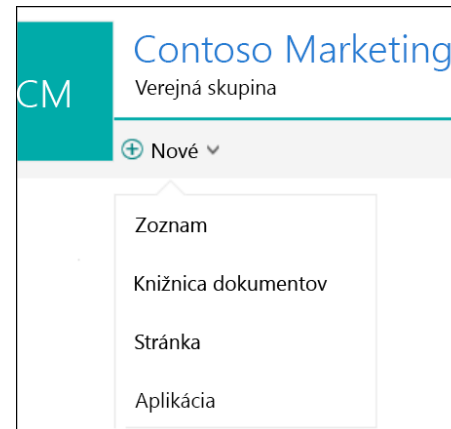 CM
Contoso Marketing
Verejná skupina
Nové
Zoznam
Knižnica dokumentov
Stránka
Aplikácia